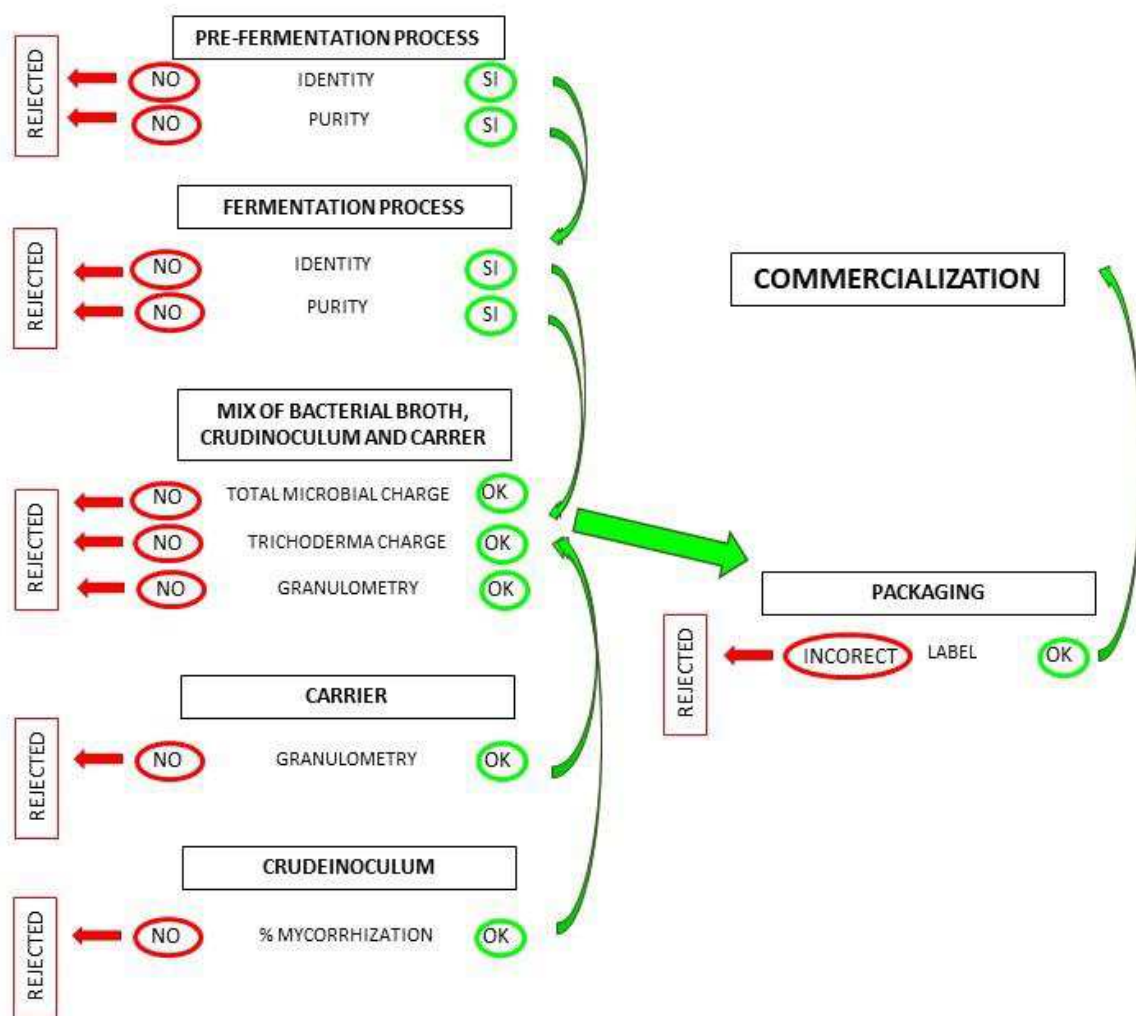 PRE-FERMENTATION PROCESS
REJECTED
NO IDENTITY SI
NO PURITY SI
FERMENTATION PROCESS
REJECTED
NO IDENTITY SI
NO PURITY SI
MIX OF BACTERIAL BROTH,
CRUDINOCULUM AND CARRER
REJECTED
NO TOTAL MICROBIAL CHARGE OK
NO TRICHODERMA CHARGE OK
NO GRANULOMETRY OK
CARRIER
REJECTED
NO GRANULOMETRY OK
CRUDEINOCULUM
REJECTED
NO % MYCORRHIZATION OK
COMMERCIALIZATION
PACKAGING
REJECTED
INCORECT LABEL OK